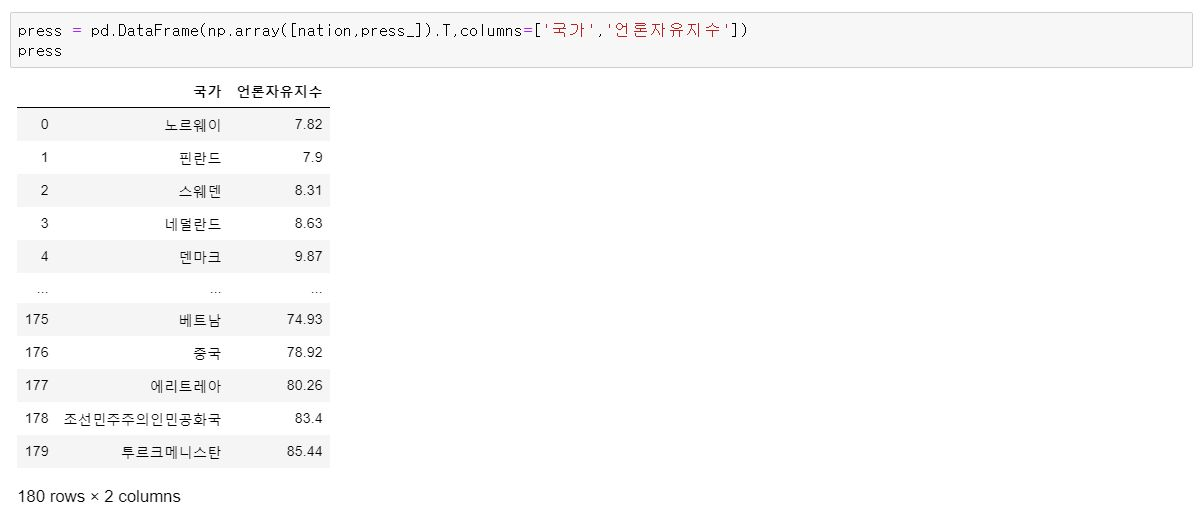 press = pd.DataFrame(np.array([nation,press_]).T,columns=['국가','언론자유지수'])
press
국가 언론자유지수
0 노르웨이 7.82
1 핀란드 7.9
2 스웨덴 8.31
3 네덜란드 8.63
4 덴마크 9.87
... ... ...
175 베트남 74.93
176 중국 78.92
177 에리트레아 80.26
178 조선민주주의인민공화국 83.4
179 투르크메니스탄 85.44
180 rows × 2 columns